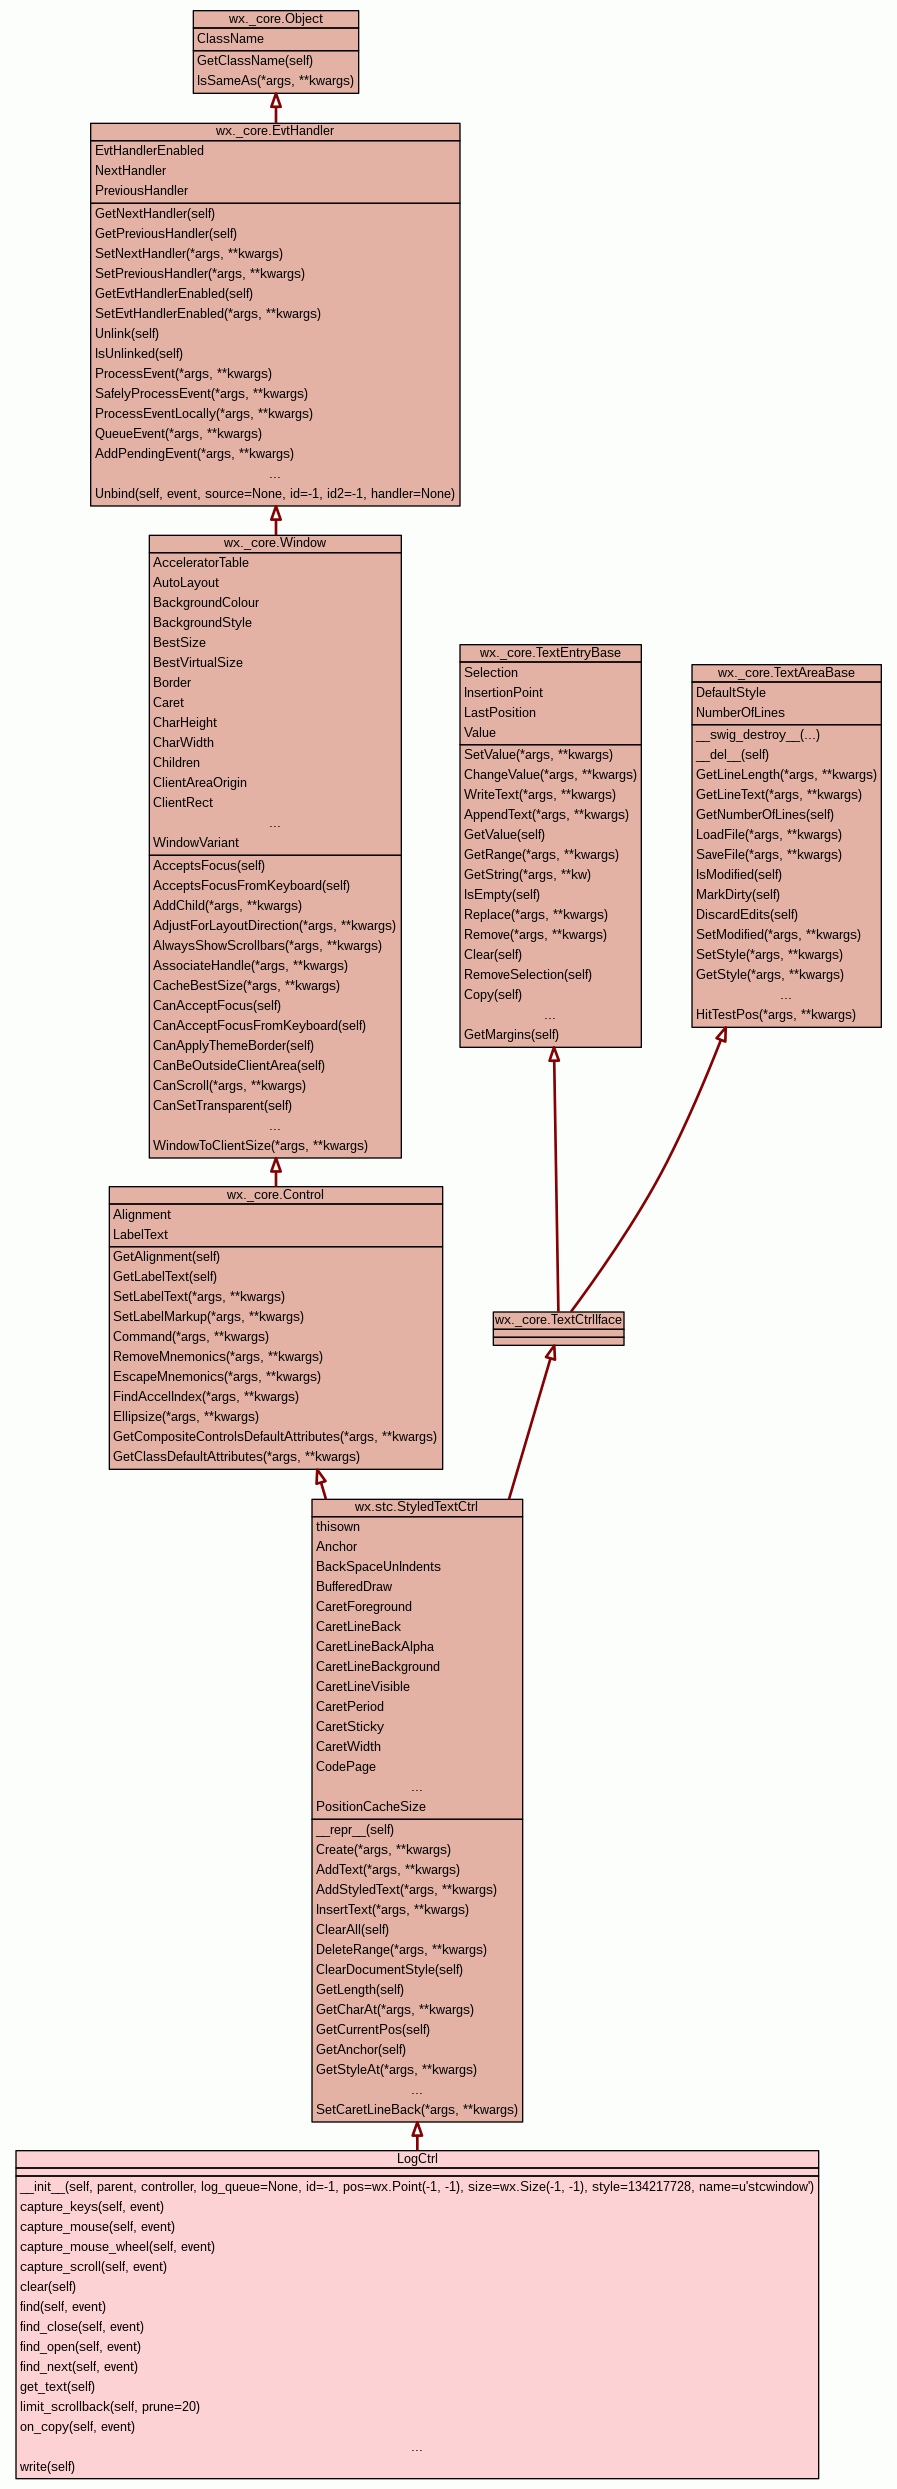 wx._core.Object
ClassName
GetClassName(self)
IsSameAs(*args, **kwargs)
wx._core.EvtHandler
EvtHandlerEnabled
NextHandler
PreviousHandler
GetNextHandler(self)
GetPreviousHandler(self)
SetNextHandler(*args, **kwargs)
SetPreviousHandler(*args, **kwargs)
GetEvtHandlerEnabled(self)
SetEvtHandlerEnabled(*args, **kwargs)
Unlink(self)
IsUnlinked(self)
ProcessEvent(*args, **kwargs)
SafelyProcessEvent(*args, **kwargs)
ProcessEventLocally(*args, **kwargs)
QueueEvent(*args, **kwargs)
AddPendingEvent(*args, **kwargs)
...
Unbind(self, event, source=None, id=-1, id2=-1, handler=None)
wx._core.Window
AcceleratorTable
AutoLayout
BackgroundColour
BackgroundStyle
BestSize
BestVirtualSize
Border
Caret
CharHeight
CharWidth
Children
ClientAreaOrigin
ClientRect
...
WindowVariant
AcceptsFocus(self)
AcceptsFocusFromKeyboard(self)
AddChild(*args, **kwargs)
AdjustForLayoutDirection(*args, **kwargs)
AlwaysShowScrollbars(*args, **kwargs)
AssociateHandle(*args, **kwargs)
CacheBestSize(*args, **kwargs)
CanAcceptFocus(self)
CanAcceptFocusFromKeyboard(self)
CanApplyThemeBorder(self)
CanBeOutsideClientArea(self)
CanScroll(*args, **kwargs)
CanSetTransparent(self)
...
WindowToClientSize(*args, **kwargs)
wx._core.TextEntryBase
Selection
InsertionPoint
LastPosition
Value
SetValue(*args, **kwargs)
ChangeValue(*args, **kwargs)
WriteText(*args, **kwargs)
AppendText(*args, **kwargs)
GetValue(self)
GetRange(*args, **kwargs)
GetString(*args, **kw)
IsEmpty(self)
Replace(*args, **kwargs)
Remove(*args, **kwargs)
Clear(self)
RemoveSelection(self)
Copy(self)
...
GetMargins(self)
wx._core.TextAreaBase
DefaultStyle
NumberOfLines
__swig_destroy__(...)
__del__(self)
GetLineLength(*args, **kwargs)
GetLineText(*args, **kwargs)
GetNumberOfLines(self)
LoadFile(*args, **kwargs)
SaveFile(*args, **kwargs)
IsModified(self)
MarkDirty(self)
DiscardEdits(self)
SetModified(*args, **kwargs)
SetStyle(*args, **kwargs)
GetStyle(*args, **kwargs)
...
HitTestPos(*args, **kwargs)
wx._core.Control
Alignment
LabelText
GetAlignment(self)
GetLabelText(self)
SetLabelText(*args, **kwargs)
SetLabelMarkup(*args, **kwargs)
Command(*args, **kwargs)
RemoveMnemonics(*args, **kwargs)
EscapeMnemonics(*args, **kwargs)
FindAccelIndex(*args, **kwargs)
Ellipsize(*args, **kwargs)
GetCompositeControlsDefaultAttributes(*args, **kwargs)
GetClassDefaultAttributes(*args, **kwargs)
wx._core.TextCtrlIface
wx.stc.StyledTextCtrl
thisown
Anchor
BackSpaceUnIndents
BufferedDraw
CaretForeground
CaretLineBack
CaretLineBackAlpha
CaretLineBackground
CaretLineVisible
CaretPeriod
CaretSticky
CaretWidth
CodePage
...
PositionCacheSize
__repr__(self)
Create(*args, **kwargs)
AddText(*args, **kwargs)
AddStyledText(*args, **kwargs)
InsertText(*args, **kwargs)
ClearAll(self)
DeleteRange(*args, **kwargs)
ClearDocumentStyle(self)
GetLength(self)
GetCharAt(*args, **kwargs)
GetCurrentPos(self)
GetAnchor(self)
GetStyleAt(*args, **kwargs)
...
SetCaretLineBack(*args, **kwargs)
LogCtrl
__init__(self, parent, controller, log_queue=None, id=-1, pos=wx.Point(-1, -1), size=wx.Size(-1, -1), style=134217728, name=u'stcwindow')
capture_keys(self, event)
capture_mouse(self, event)
capture_mouse_wheel(self, event)
capture_scroll(self, event)
clear(self)
find(self, event)
find_close(self, event)
find_open(self, event)
find_next(self, event)
get_text(self)
limit_scrollback(self, prune=20)
on_copy(self, event)
...
write(self)